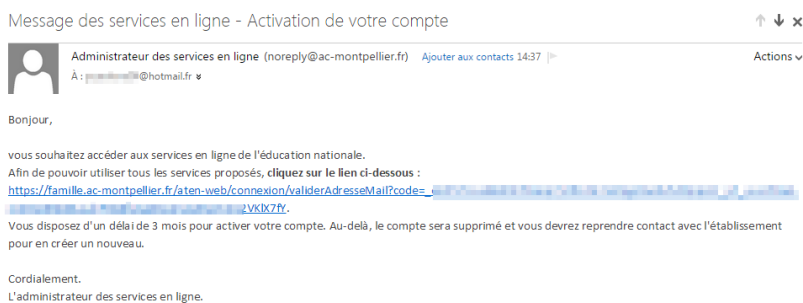 Message des services en ligne - Activation de votre compte
Administrateur des services en ligne (noreply@ac-montpellier.fr) Ajouter aux contacts 14:37
Actions
À : @hotmail.fr
Bonjour,
vous souhaitez accéder aux services en ligne de l'éducation nationale.
Afin de pouvoir utiliser tous les services proposés, cliquez sur le lien ci-dessous :
https://famille.ac-montpellier.fr/aten-web/connexion/validerAdresseMail?code=_
Vous disposez d'un délai de 3 mois pour activer votre compte. Au-delà, le compte sera supprimé et vous devrez reprendre contact avec l'établissement
pour en créer un nouveau.
Cordialement.
L'administrateur des services en ligne.